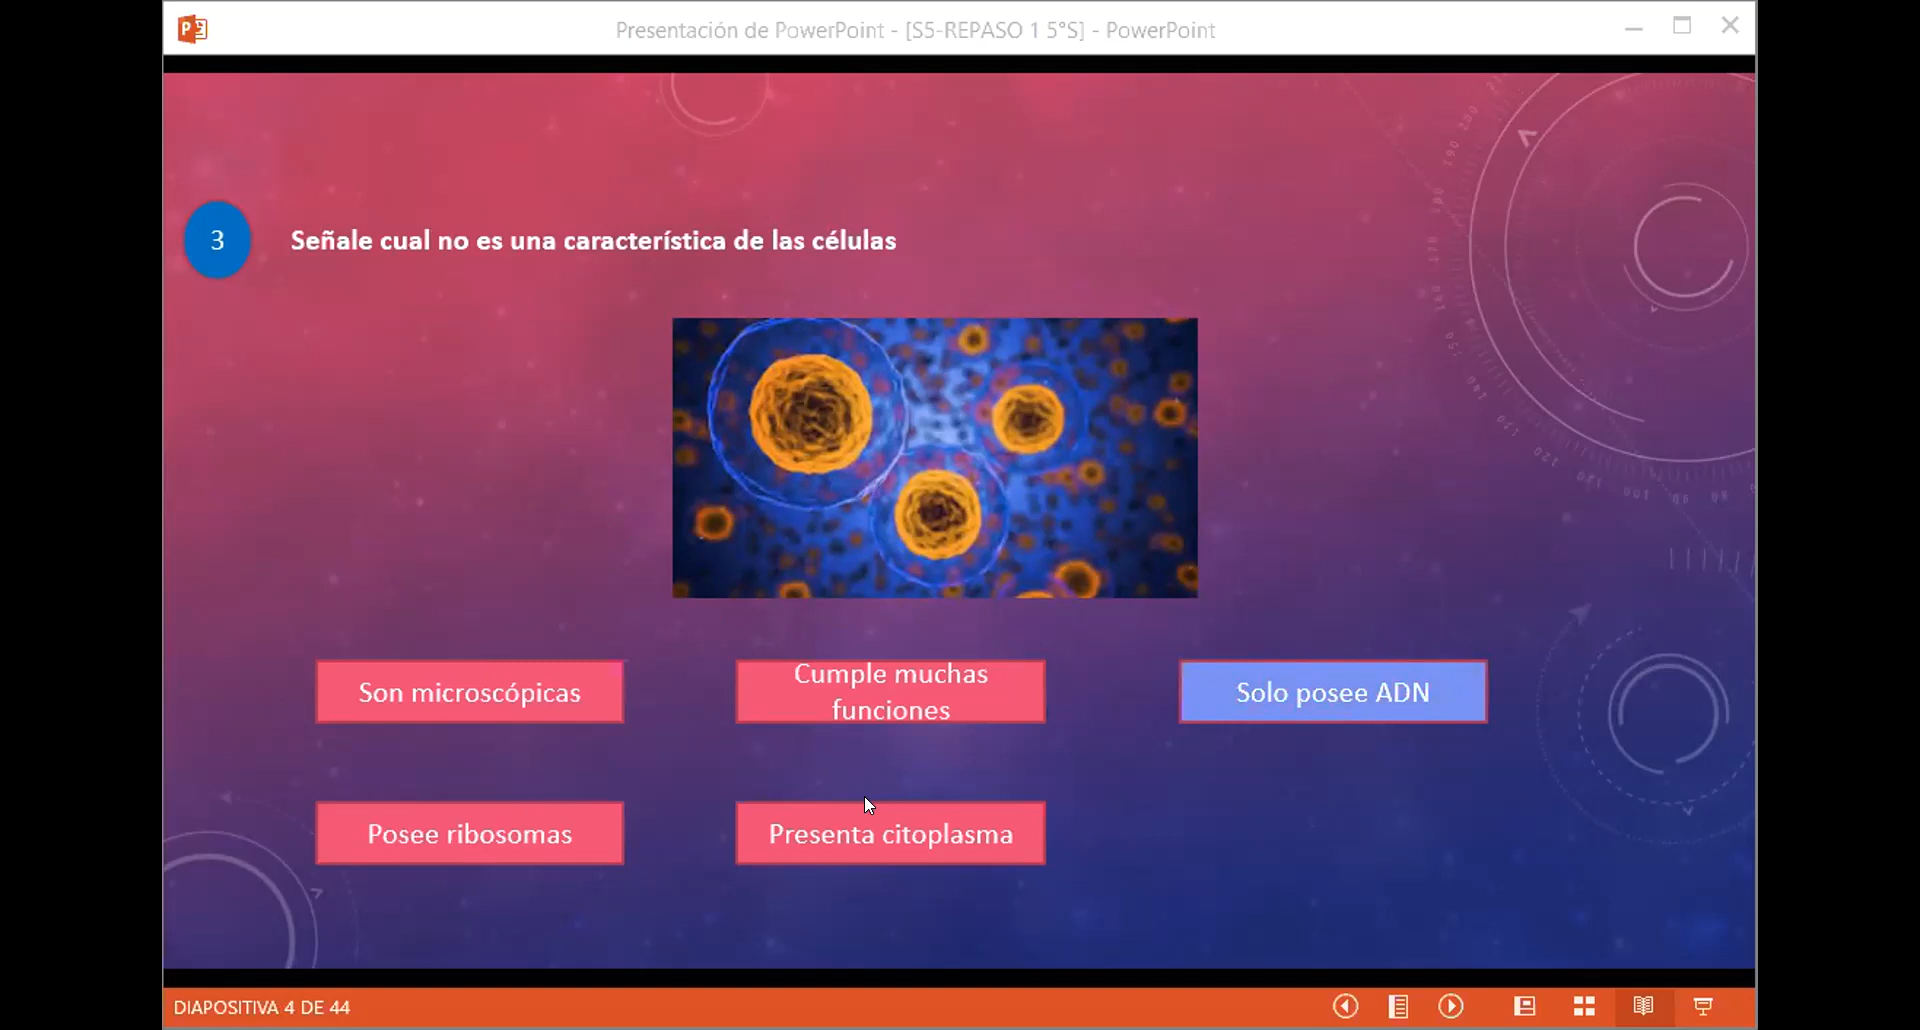 Presentación de PowerPoint - [S5-REPASO 1 5°S] - PowerPoint
3
Señale cual no es una característica de las células
Son microscópicas
Cumple muchas
funciones
Solo posee ADN
Posee ribosomas
Presenta citoplasma
DIAPOSITIVA 4 DE 44